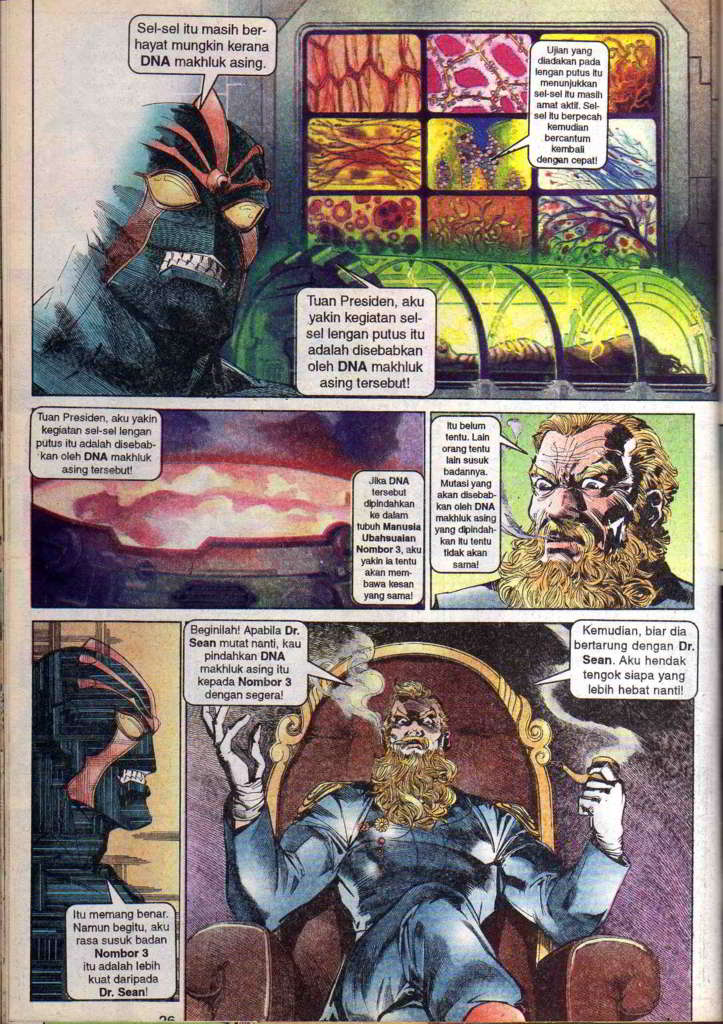 Sel-sel itu masih ber-
hayat mungkin kerana
DNA makhluk asing.
Ujian yang
diadakan pada
lengan putus itu
menunjukkan
sel-sel itu masih
amat aktif. Sel-
sel itu berpecah
kemudian
bercantum
kembali
dengan cepat!
Tuan Presiden, aku
yakin kegiatan sel-
sel lengan putus itu
adalah disebabkan
oleh DNA makhluk
asing tersebut!
Tuan Presiden, aku yakin
kegiatan sel-sel lengan
putus itu adalah disebab-
kan oleh DNA makhluk
asing tersebut!
Jika DNA
tersebut
dipindahkan
ke dalam
tubuh Manusia
Ubahsuaian
Nombor 3, aku
yakin ia tentu
akan mem-
bawa kesan
yang sama!
Itu belum
tentu. Lain
orang tentu
lain susuk
badannya.
Mutasi yang
akan disebab-
kan oleh DNA
makhluk asing
yang dipindah-
kan itu tentu
tidak akan
sama!
Itu memang benar.
Namun begitu, aku
rasa susuk badan
Nombor 3
itu adalah lebih
kuat daripada
Dr. Sean!
Beginilah! Apabila Dr.
Sean mutat nanti, kau
pindahkan DNA
makhluk asing itu
kepada Nombor 3
dengan segera!
Kemudian, biar dia
bertarung dengan Dr.
Sean. Aku hendak
tengok siapa yang
lebih hebat nanti!
26